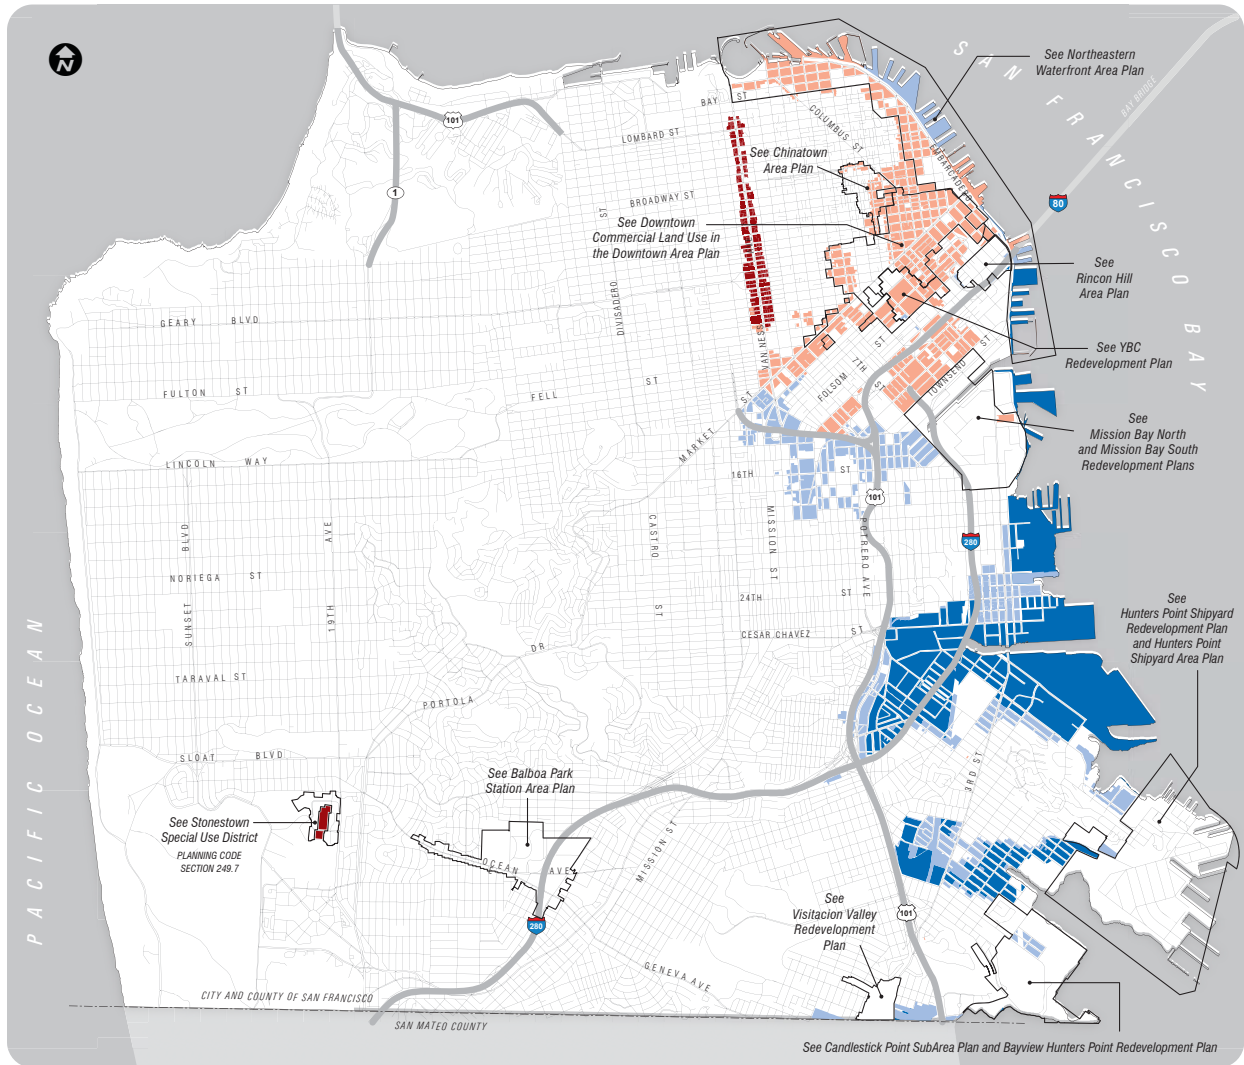 N
SAN FRANCISCO BAY
BAY BRIDGE
See Northeastern
Waterfront Area Plan
101
1
80
BAY ST
LOMBARD ST
COLUMBUS ST
EMBARCADERO
See Chinatown
Area Plan
BROADWAY ST
See Downtown
Commercial Land Use in
the Downtown Area Plan
See
Rincon Hill
Area Plan
DIVISADERO ST
GEARY BLVD
VAN NESS
See YBC
Redevelopment Plan
7TH ST
FOLSOM ST
TOWNSEND ST
FULTON ST
FELL ST
MARKET ST
See
Mission Bay North
and Mission Bay South
Redevelopment Plans
LINCOLN WAY
16TH ST
101
SUNSET BLVD
19TH AVE
CASTRO ST
MISSION ST
POTRERO AVE
280
NORIEGA ST
24TH ST
CESAR CHAVEZ ST
See
Hunters Point Shipyard
Redevelopment Plan
and Hunters Point
Shipyard Area Plan
PACIFIC OCEAN
TARAVAL ST
PORTOLA DR
SLOAT BLVD
3RD ST
See Balboa Park
Station Area Plan
See Stonestown
Special Use District
PLANNING CODE
SECTION 249.7
OCEAN AVE
MISSION ST
280
101
See
Visitacion Valley
Redevelopment
Plan
GENEVA AVE
CITY AND COUNTY OF SAN FRANCISCO
SAN MATEO COUNTY
See Candlestick Point SubArea Plan and Bayview Hunters Point Redevelopment Plan